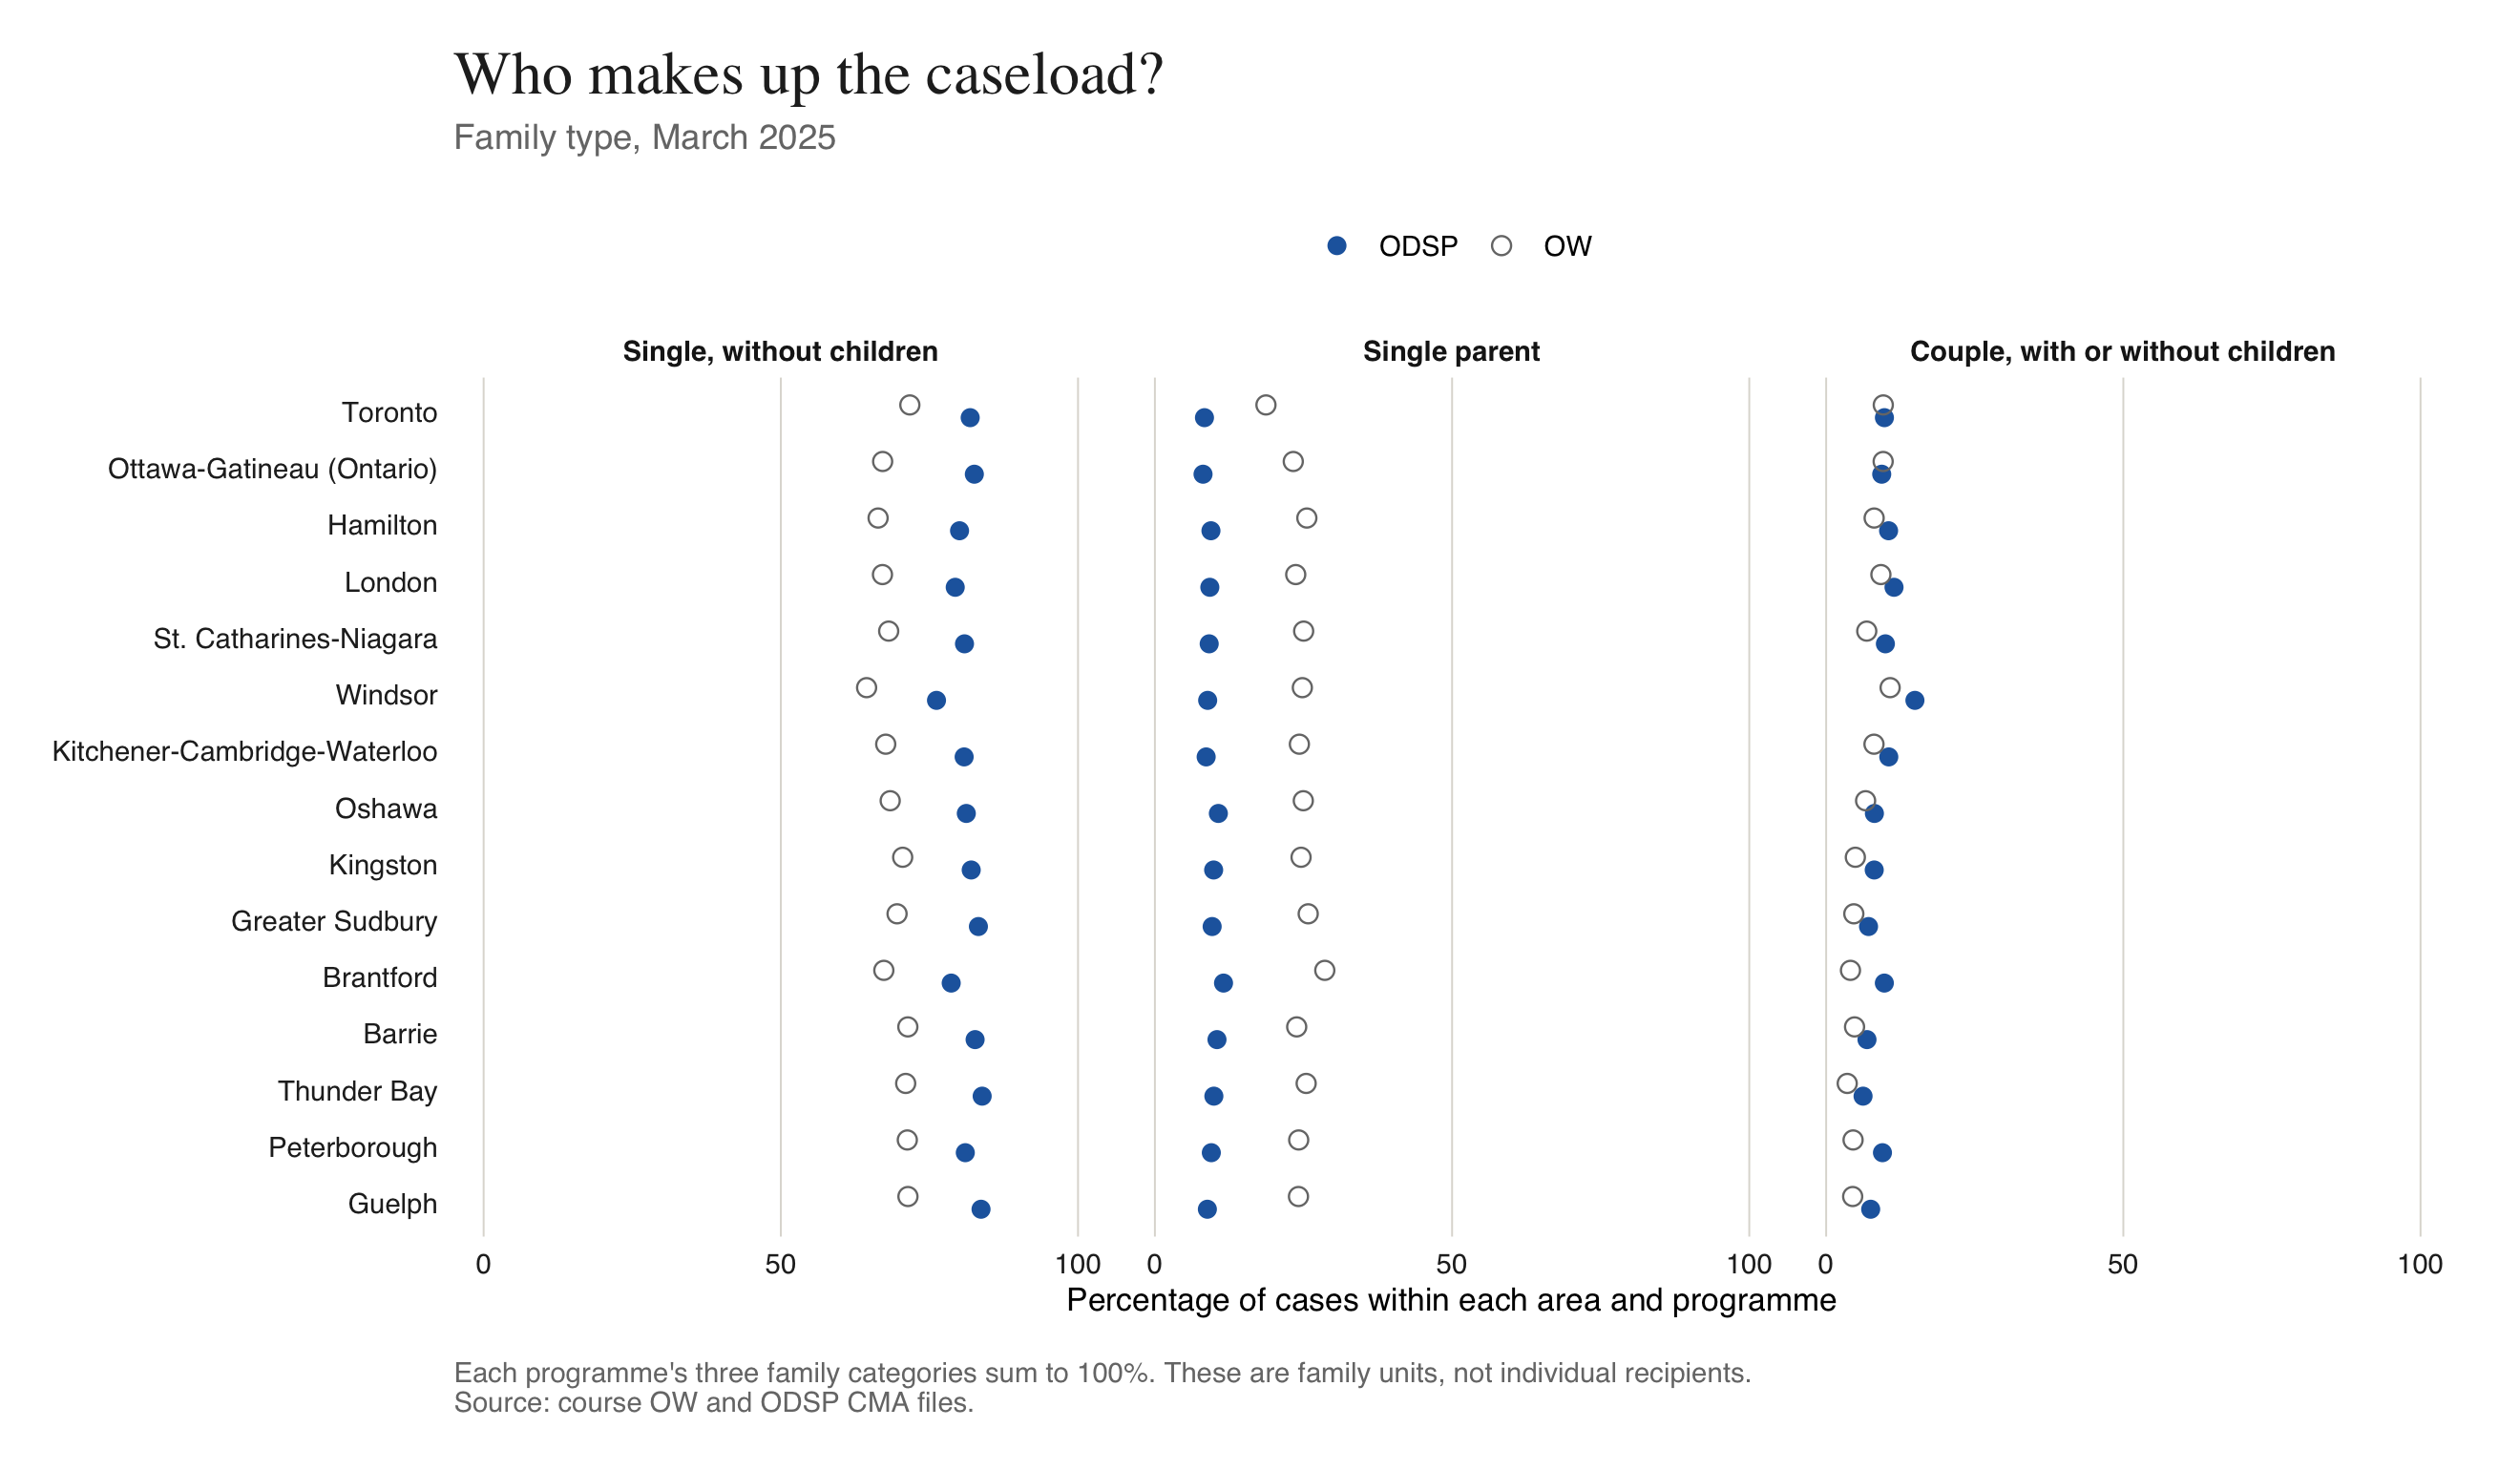 Who makes up the caseload?
Family type, March 2025
ODSP OW
Single, without children
Single parent
Couple, with or without children
Toronto
Ottawa-Gatineau (Ontario)
Hamilton
London
St. Catharines-Niagara
Windsor
Kitchener-Cambridge-Waterloo
Oshawa
Kingston
Greater Sudbury
Brantford
Barrie
Thunder Bay
Peterborough
Guelph
0 50 100 0 50 100 0 50 100
Percentage of cases within each area and programme
Each programme's three family categories sum to 100%. These are family units, not individual recipients.
Source: course OW and ODSP CMA files.